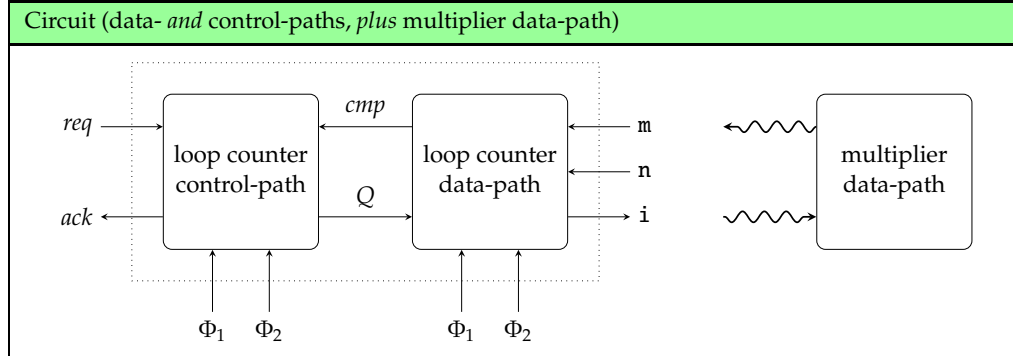 Circuit (data- and control-paths, plus multiplier data-path)
req
ack
loop counter
control-path
cmp
Q
loop counter
data-path
m
n
i
multiplier
data-path
Φ1
Φ2
Φ1
Φ2